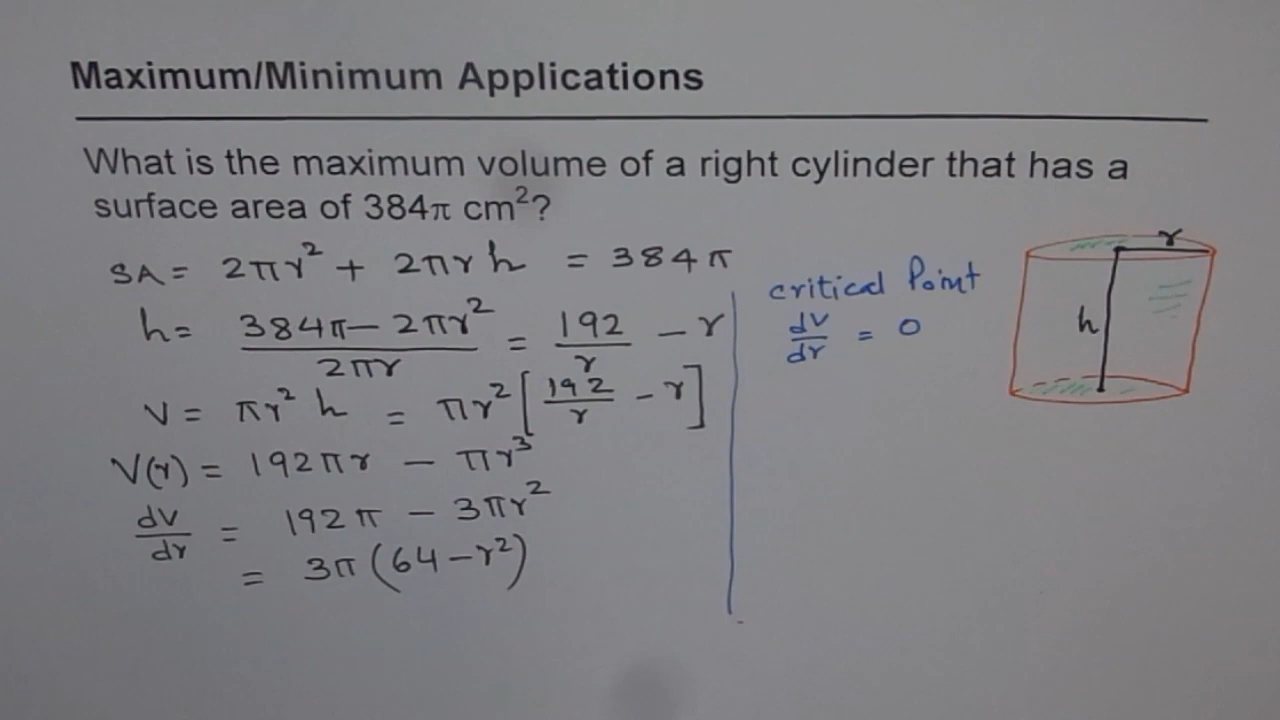 Maximum/Minimum Applications
What is the maximum volume of a right cylinder that has a
surface area of 384π cm²?
SA = 2πr² + 2πrh = 384π
h = (384π − 2πr²)/(2πr) = 192/r − r
V = πr² h = πr² [192/r − r]
V(r) = 192πr − πr³
dV/dr = 192π − 3πr²
= 3π(64 − r²)
critical Point
dV/dr = 0
r
h